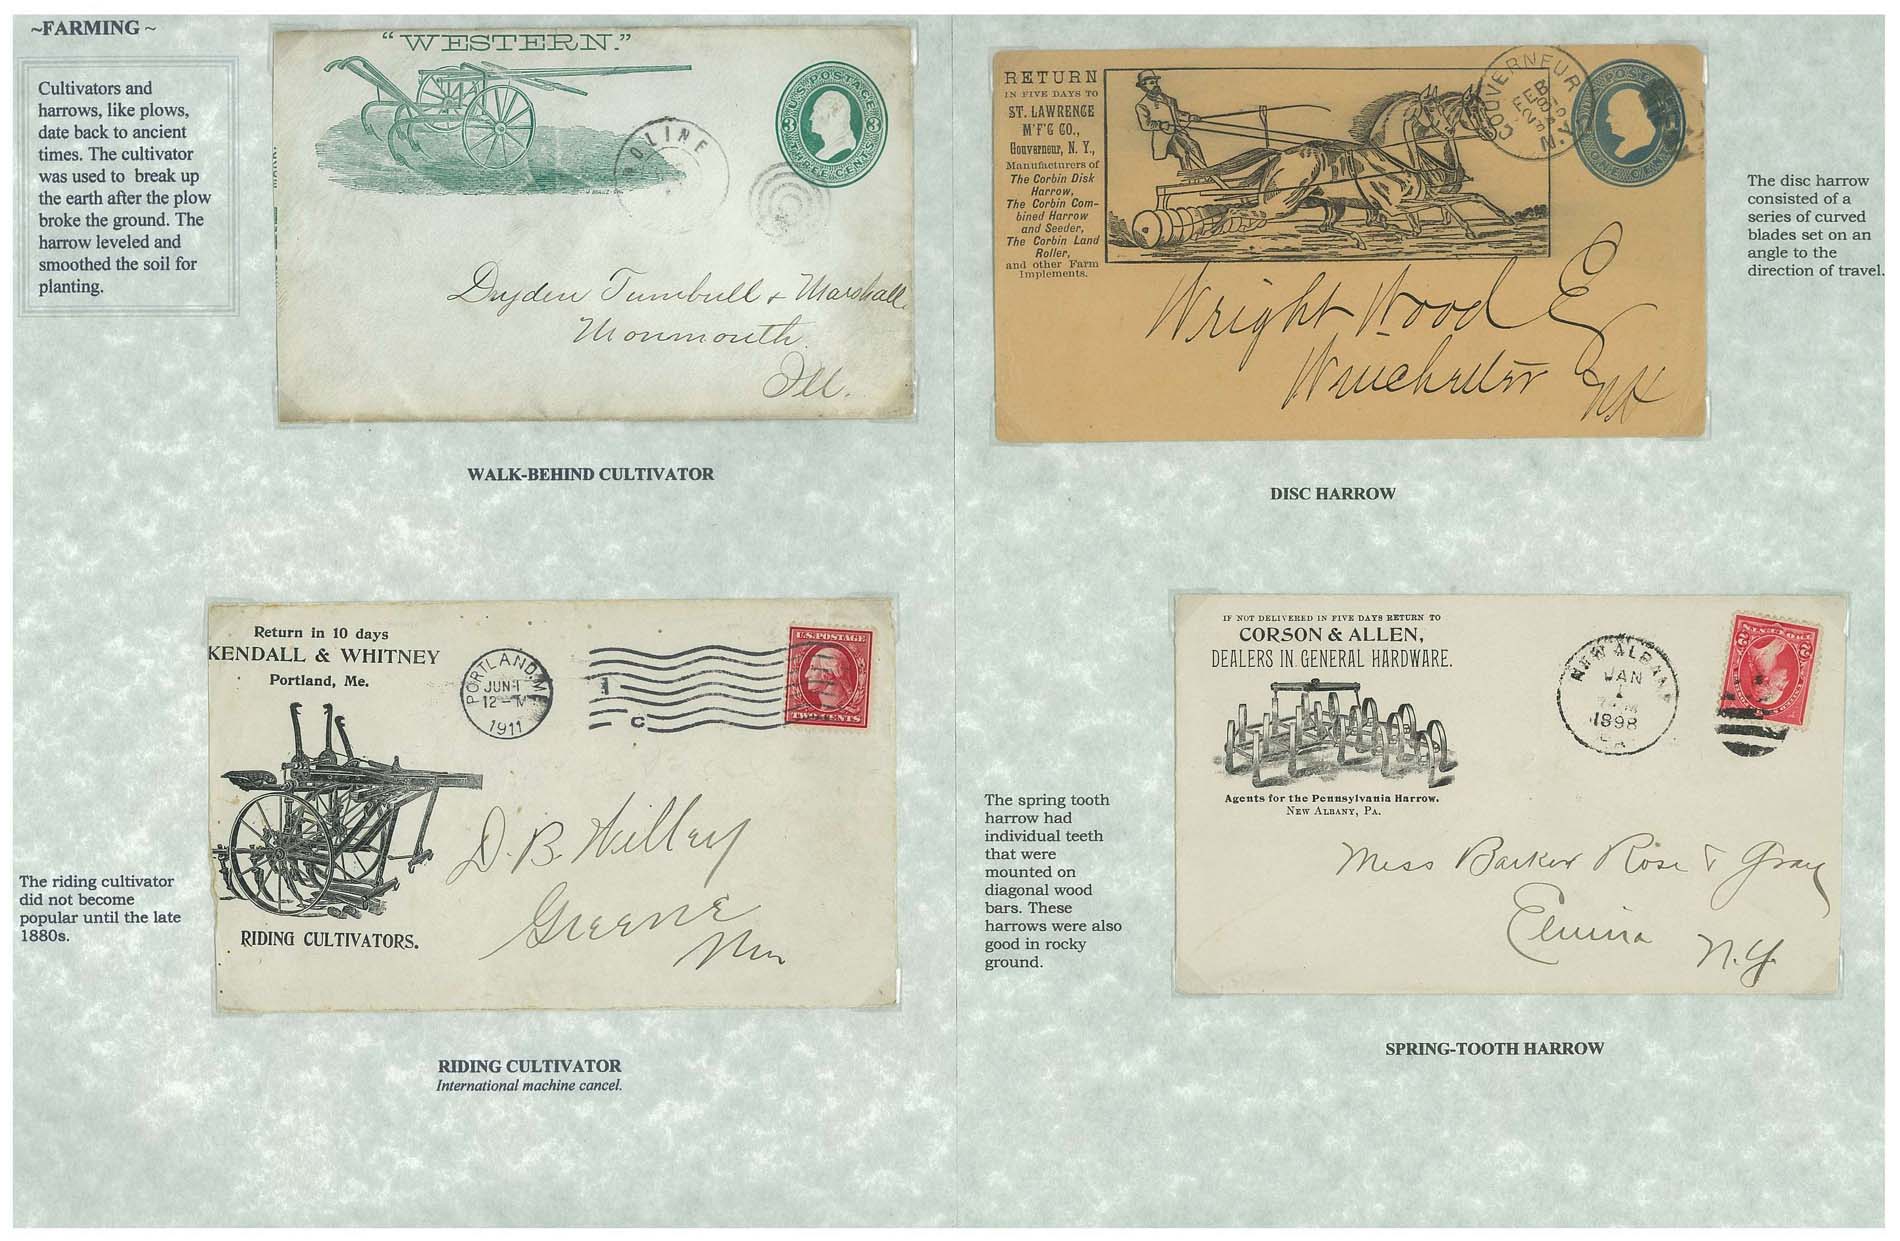 ~FARMING ~
Cultivators and
harrows, like plows,
date back to ancient
times. The cultivator
was used to break up
the earth after the plow
broke the ground. The
harrow leveled and
smoothed the soil for
planting.
"WESTERN."
U.S. POSTAGE
3 3
THREE CENTS
MOLINE
Dryden Turnbull & Marshall
Monmouth
Ill.
WALK-BEHIND CULTIVATOR
RETURN
IN FIVE DAYS TO
ST. LAWRENCE
M'F'G CO.,
Gouverneur, N. Y.,
Manufacturers of
The Corbin Disk
Harrow,
The Corbin Com-
bined Harrow
and Seeder,
The Corbin Land
Roller,
and other Farm
Implements.
GOUVERNEUR
FEB
N.Y.
ONE CENT
Wright Wood E
Winchester
NH
The disc harrow
consisted of a
series of curved
blades set on an
angle to the
direction of travel.
DISC HARROW
Return in 10 days
KENDALL & WHITNEY
Portland, Me.
PORTLAND, ME
JUN 1
12-M
1911
C
U.S. POSTAGE
TWO CENTS
RIDING CULTIVATORS.
D. B. Willey
Greene
The riding cultivator
did not become
popular until the late
1880s.
RIDING CULTIVATOR
International machine cancel.
IF NOT DELIVERED IN FIVE DAYS RETURN TO
CORSON & ALLEN,
DEALERS IN GENERAL HARDWARE.
Agents for the Pennsylvania Harrow.
NEW ALBANY, PA.
NEW ALBANY
JAN
1
1898
PA.
Mess Barker Rose & Gray
Elmira
N.Y.
The spring tooth
harrow had
individual teeth
that were
mounted on
diagonal wood
bars. These
harrows were also
good in rocky
ground.
SPRING-TOOTH HARROW